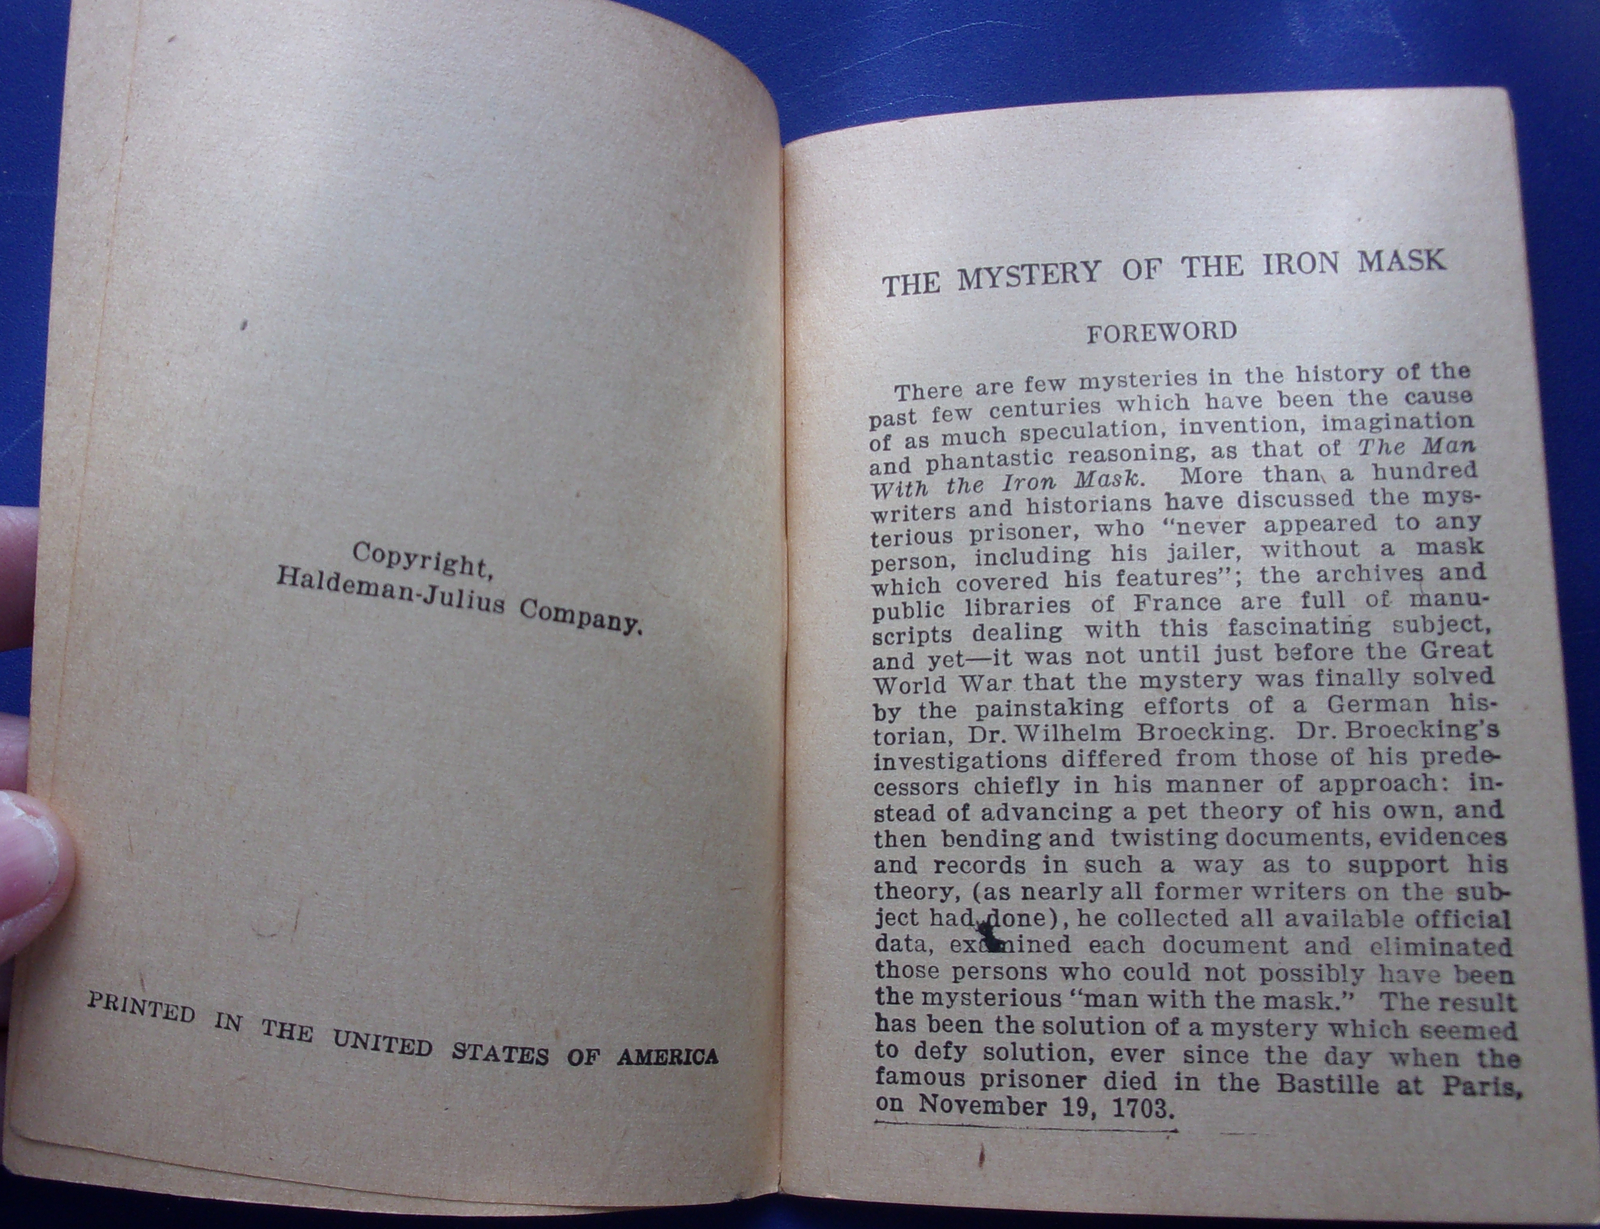 Copyright,
Haldeman-Julius Company.
PRINTED IN THE UNITED STATES OF AMERICA
THE MYSTERY OF THE IRON MASK
FOREWORD
There are few mysteries in the history of the
past few centuries which have been the cause
of as much speculation, invention, imagination
and phantastic reasoning, as that of The Man
With the Iron Mask. More than a hundred
writers and historians have discussed the mys-
terious prisoner, who “never appeared to any
person, including his jailer, without a mask
which covered his features”; the archives and
public libraries of France are full of manu-
scripts dealing with this fascinating subject,
and yet—it was not until just before the Great
World War that the mystery was finally solved
by the painstaking efforts of a German his-
torian, Dr. Wilhelm Broecking. Dr. Broecking's
investigations differed from those of his prede-
cessors chiefly in his manner of approach: in-
stead of advancing a pet theory of his own, and
then bending and twisting documents, evidences
and records in such a way as to support his
theory, (as nearly all former writers on the sub-
ject had done), he collected all available official
data, examined each document and eliminated
those persons who could not possibly have been
the mysterious “man with the mask.” The result
has been the solution of a mystery which seemed
to defy solution, ever since the day when the
famous prisoner died in the Bastille at Paris,
on November 19, 1703.